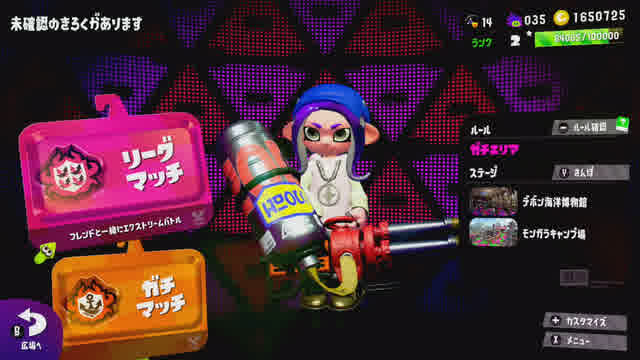 未確認のきろくがあります
14
035
1650725
ランク
2
84085/100000
リーグ
マッチ
フレンドと一緒にエクストリームバトル
ガチ
マッチ
B
広場へ
ルール
ルール確認
ガチエリア
ステージ
Y
さんぽ
デボン海洋博物館
モンガラキャンプ場
カスタマイズ
X
メニュー